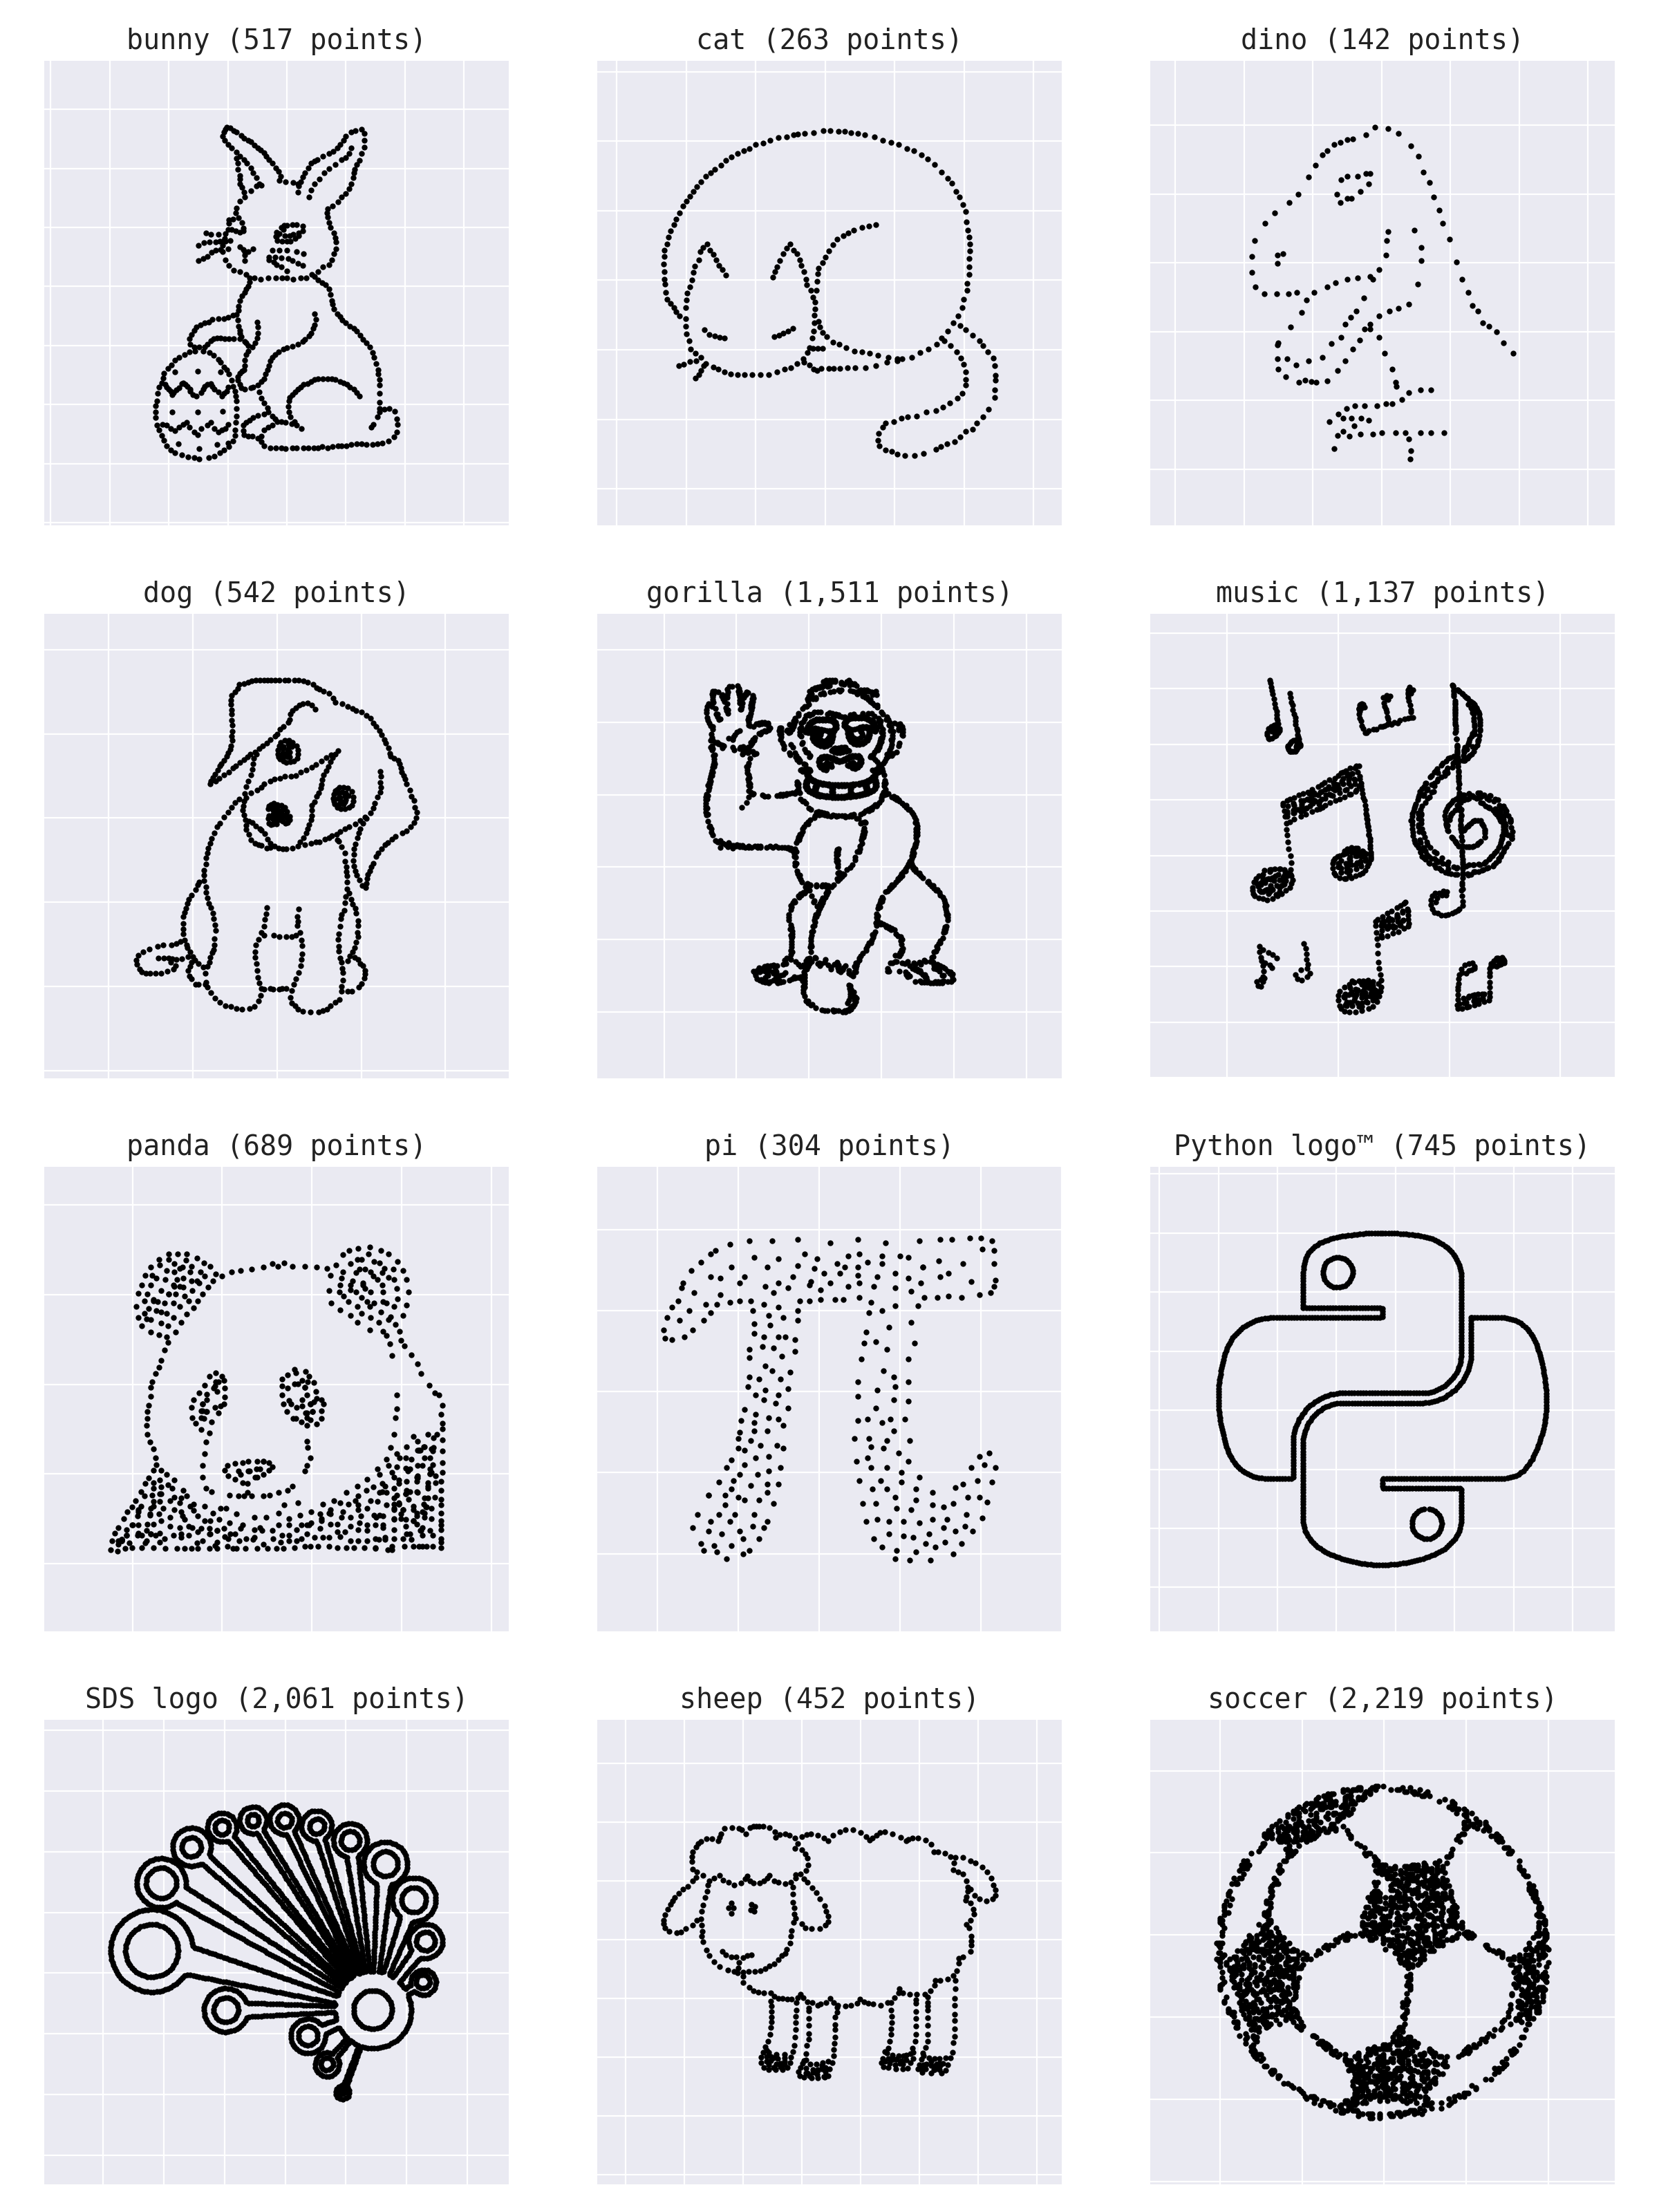 bunny (517 points)
cat (263 points)
dino (142 points)
dog (542 points)
gorilla (1,511 points)
music (1,137 points)
panda (689 points)
pi (304 points)
Python logo™ (745 points)
SDS logo (2,061 points)
sheep (452 points)
soccer (2,219 points)